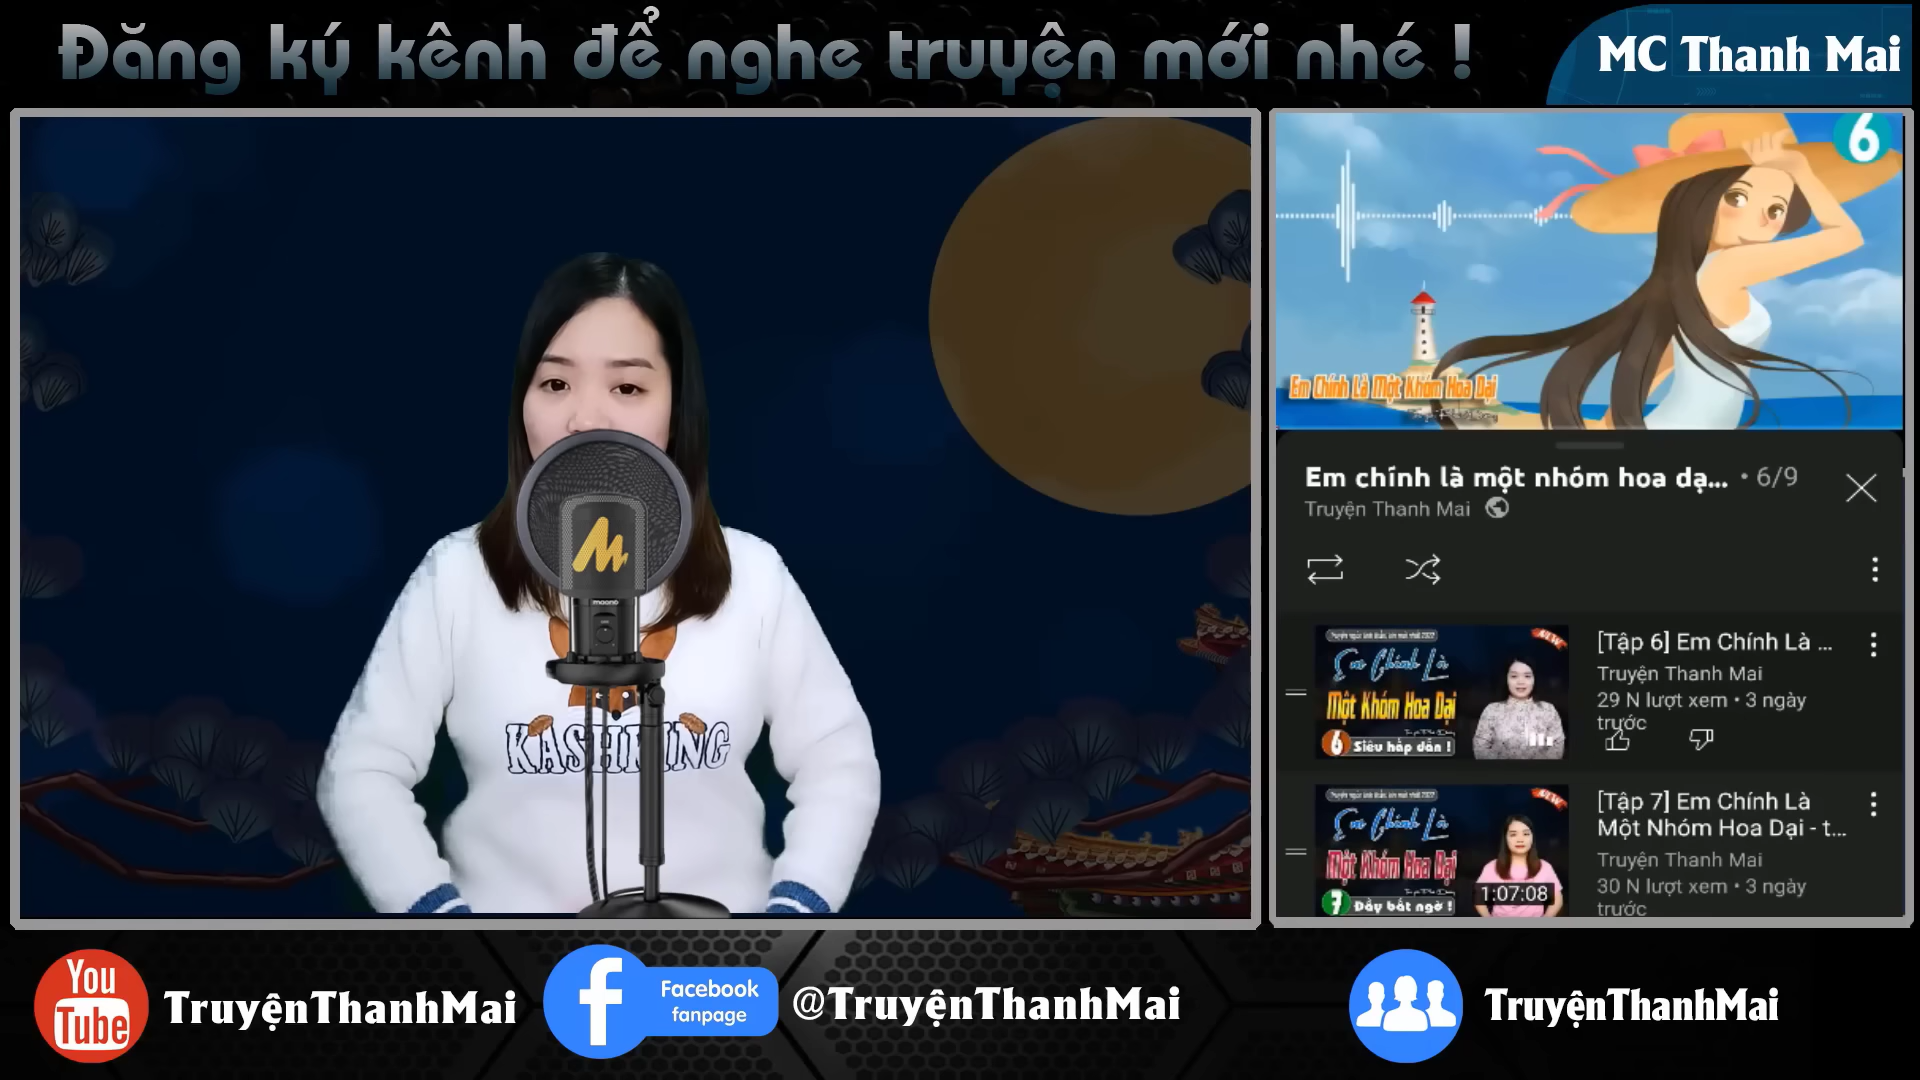 Đăng ký kênh để nghe truyện mới nhé !
MC Thanh Mai
6
Em Chính Là Một Khóm Hoa Dại
maono
KASHKING
Em chính là một nhóm hoa dạ... • 6/9
Truyện Thanh Mai
NEW
Em Chính Là
Một Khóm Hoa Dại
6 Siêu hấp dẫn !
[Tập 6] Em Chính Là ...
Truyện Thanh Mai
29 N lượt xem • 3 ngày
trước
NEW
Em Chính Là
Một Khóm Hoa Dại
7 Đầy bất ngờ !
1:07:08
[Tập 7] Em Chính Là
Một Nhóm Hoa Dại - t...
Truyện Thanh Mai
30 N lượt xem • 3 ngày
trước
You
Tube
TruyệnThanhMai
Facebook
fanpage
@TruyệnThanhMai
TruyệnThanhMai